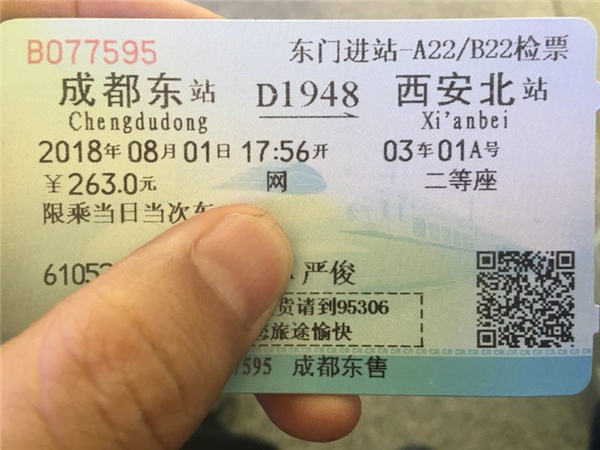 B077595 东门进站-A22/B22检票
成都东站 D1948 西安北站
Chengdudong Xi'anbei
2018年08月01日 17:56开 03车01A号
￥263.0元 网 二等座
限乘当日当次车
61052 严俊
货请到95306
旅途愉快
7595 成都东售